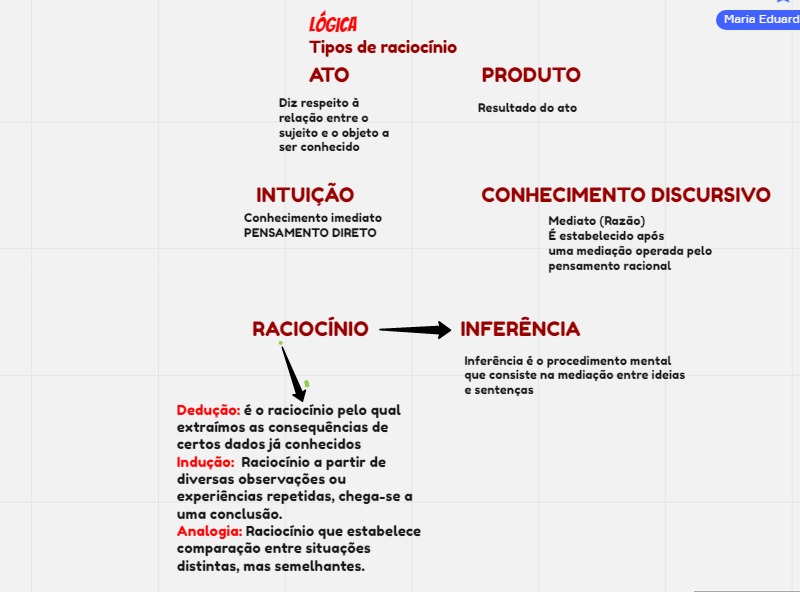 LÓGICA
Maria Eduard
Tipos de raciocínio
ATO
Diz respeito à
relação entre o
sujeito e o objeto a
ser conhecido
PRODUTO
Resultado do ato
INTUIÇÃO
Conhecimento imediato
PENSAMENTO DIRETO
CONHECIMENTO DISCURSIVO
Mediato (Razão)
É estabelecido após
uma mediação operada pelo
pensamento racional
RACIOCÍNIO
INFERÊNCIA
Inferência é o procedimento mental
que consiste na mediação entre ideias
e sentenças
Dedução: é o raciocínio pelo qual
extraímos as consequências de
certos dados já conhecidos
Indução: Raciocínio a partir de
diversas observações ou
experiências repetidas, chega-se a
uma conclusão.
Analogia: Raciocínio que estabelece
comparação entre situações
distintas, mas semelhantes.